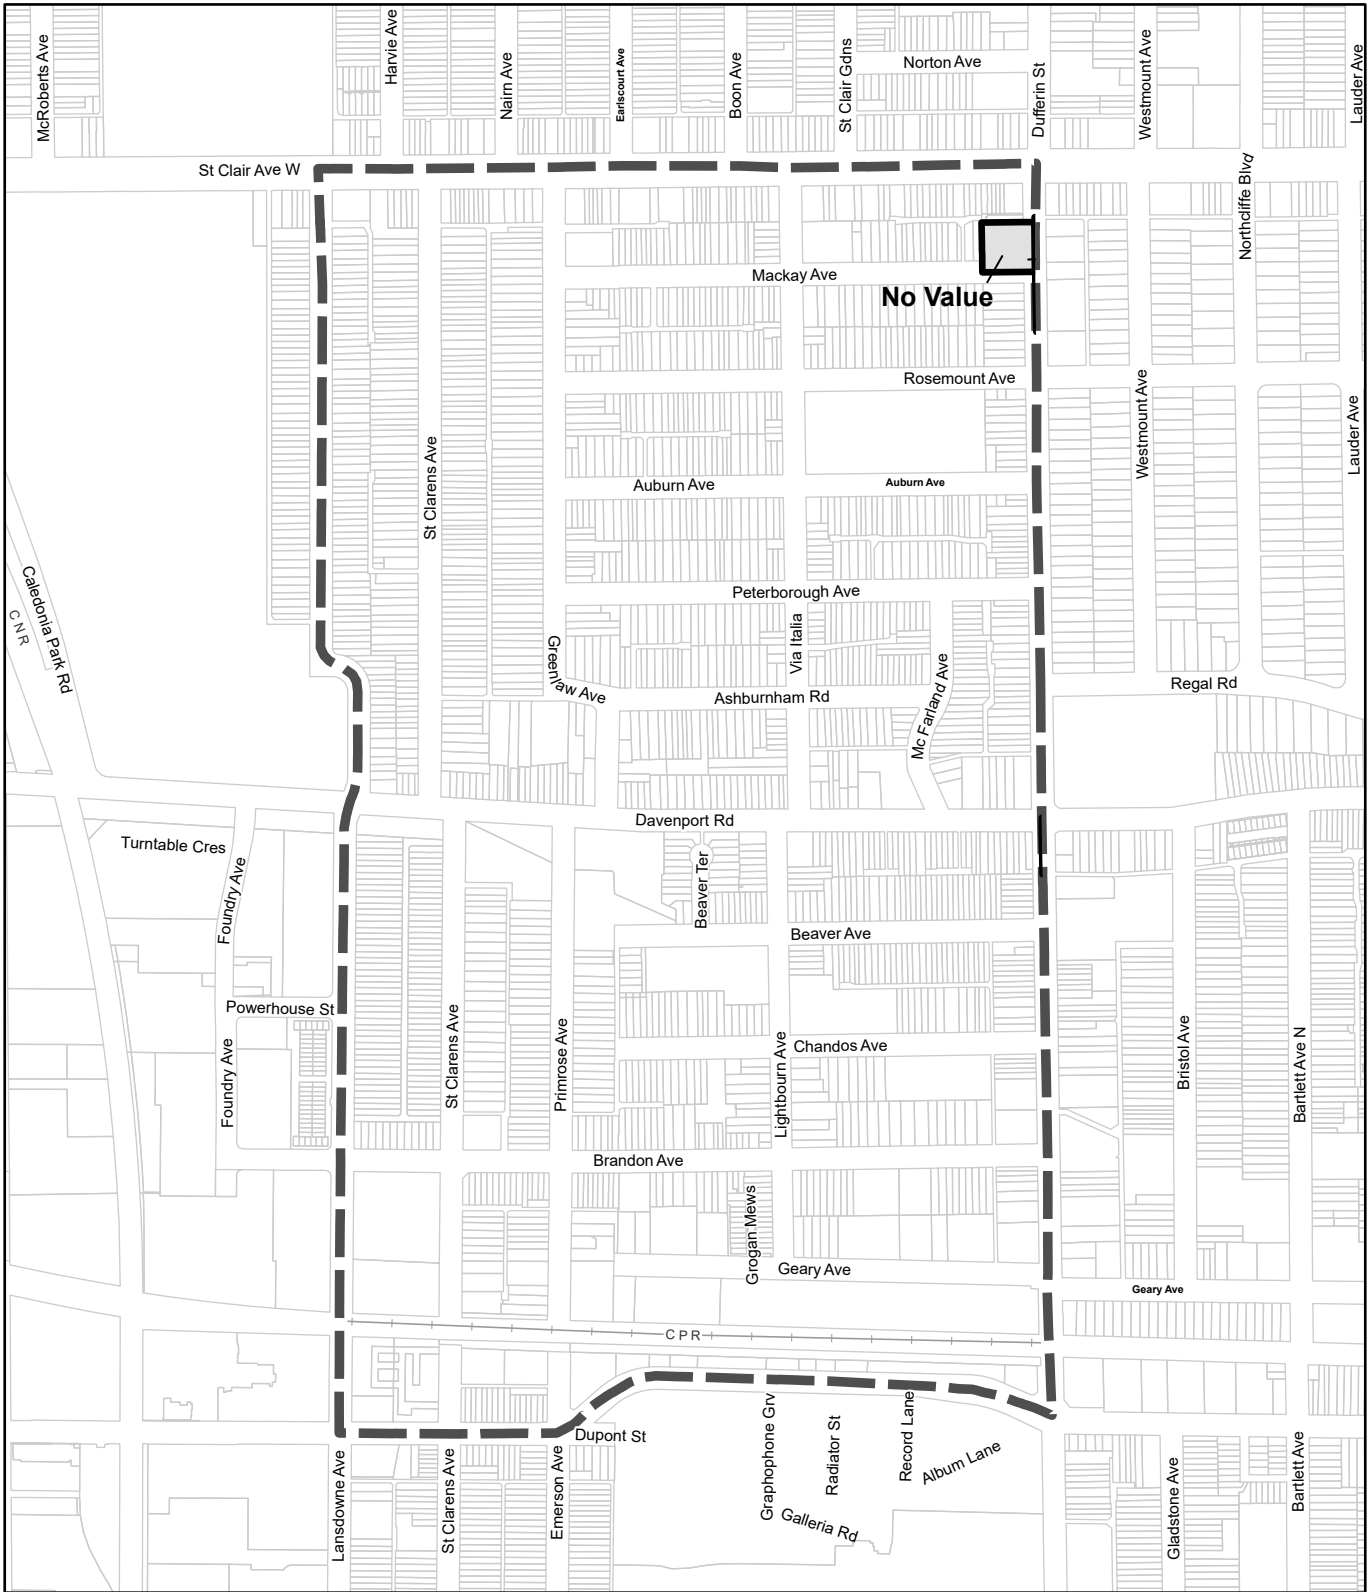 McRoberts Ave
Harvie Ave
Nairn Ave
Earlscourt Ave
Boon Ave
St Clair Gdns
Norton Ave
Dufferin St
Westmount Ave
Lauder Ave
St Clair Ave W
Northcliffe Blvd
Mackay Ave
No Value
Rosemount Ave
Westmount Ave
Lauder Ave
St Clarens Ave
Auburn Ave
Auburn Ave
Caledonia Park Rd
CNR
Peterborough Ave
Via Italia
Greenlaw Ave
Ashburnham Rd
Mc Farland Ave
Regal Rd
Davenport Rd
Turntable Cres
Foundry Ave
Beaver Ter
Beaver Ave
Powerhouse St
Foundry Ave
St Clarens Ave
Primrose Ave
Lightbourn Ave
Chandos Ave
Bristol Ave
Bartlett Ave N
Brandon Ave
Grogan Mews
Geary Ave
Geary Ave
CPR
Dupont St
Lansdowne Ave
St Clarens Ave
Emerson Ave
Graphophone Grv
Radiator St
Record Lane
Album Lane
Galleria Rd
Gladstone Ave
Bartlett Ave